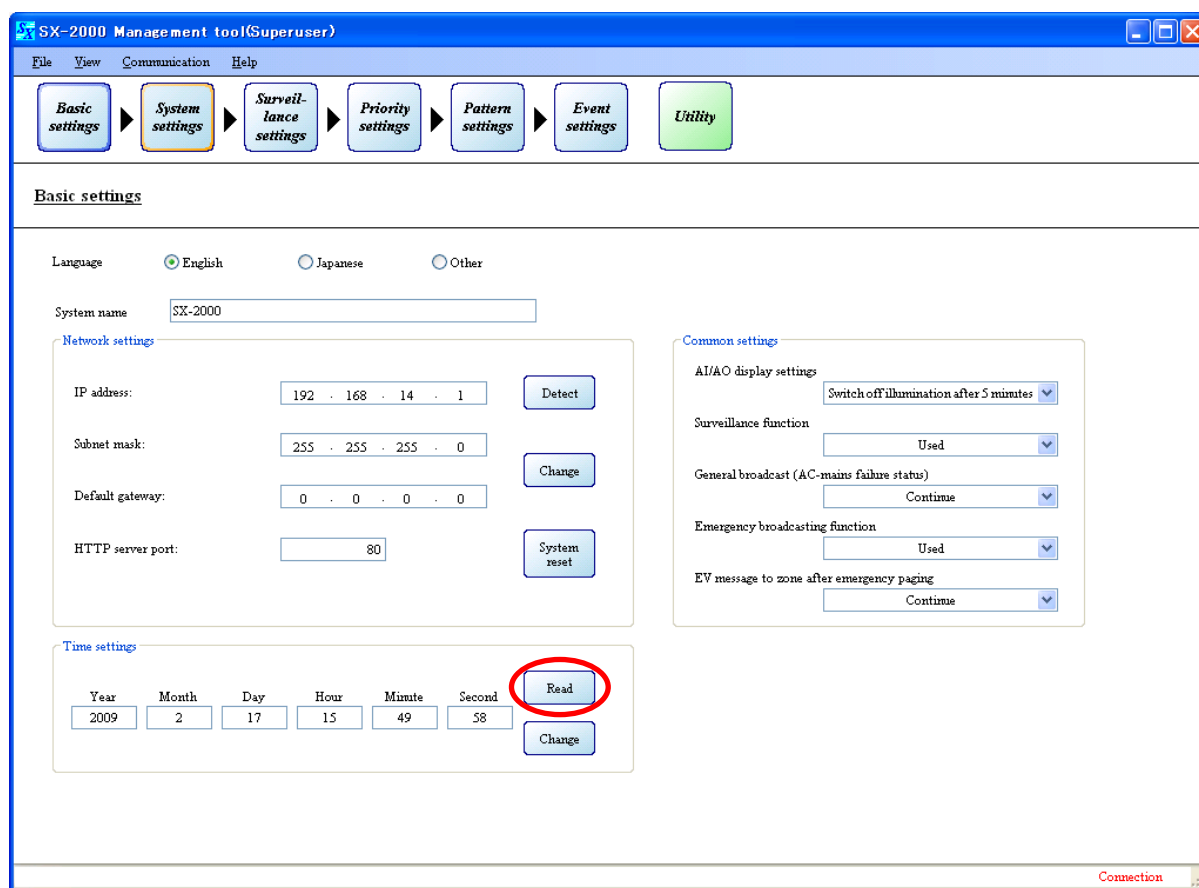 SX SX-2000 Management tool(Superuser)
File View Communication Help
Basic settings
System settings
Surveil-lance settings
Priority settings
Pattern settings
Event settings
Utility
Basic settings
Language English Japanese Other
System name SX-2000
Network settings
IP address: 192 . 168 . 14 . 1 Detect
Subnet mask: 255 . 255 . 255 . 0
Change
Default gateway: 0 . 0 . 0 . 0
HTTP server port: 80 System reset
Common settings
AI/AO display settings
Switch off illumination after 5 minutes
Surveillance function
Used
General broadcast (AC-mains failure status)
Continue
Emergency broadcasting function
Used
EV message to zone after emergency paging
Continue
Time settings
Year Month Day Hour Minute Second Read
2009 2 17 15 49 58
Change
Connection